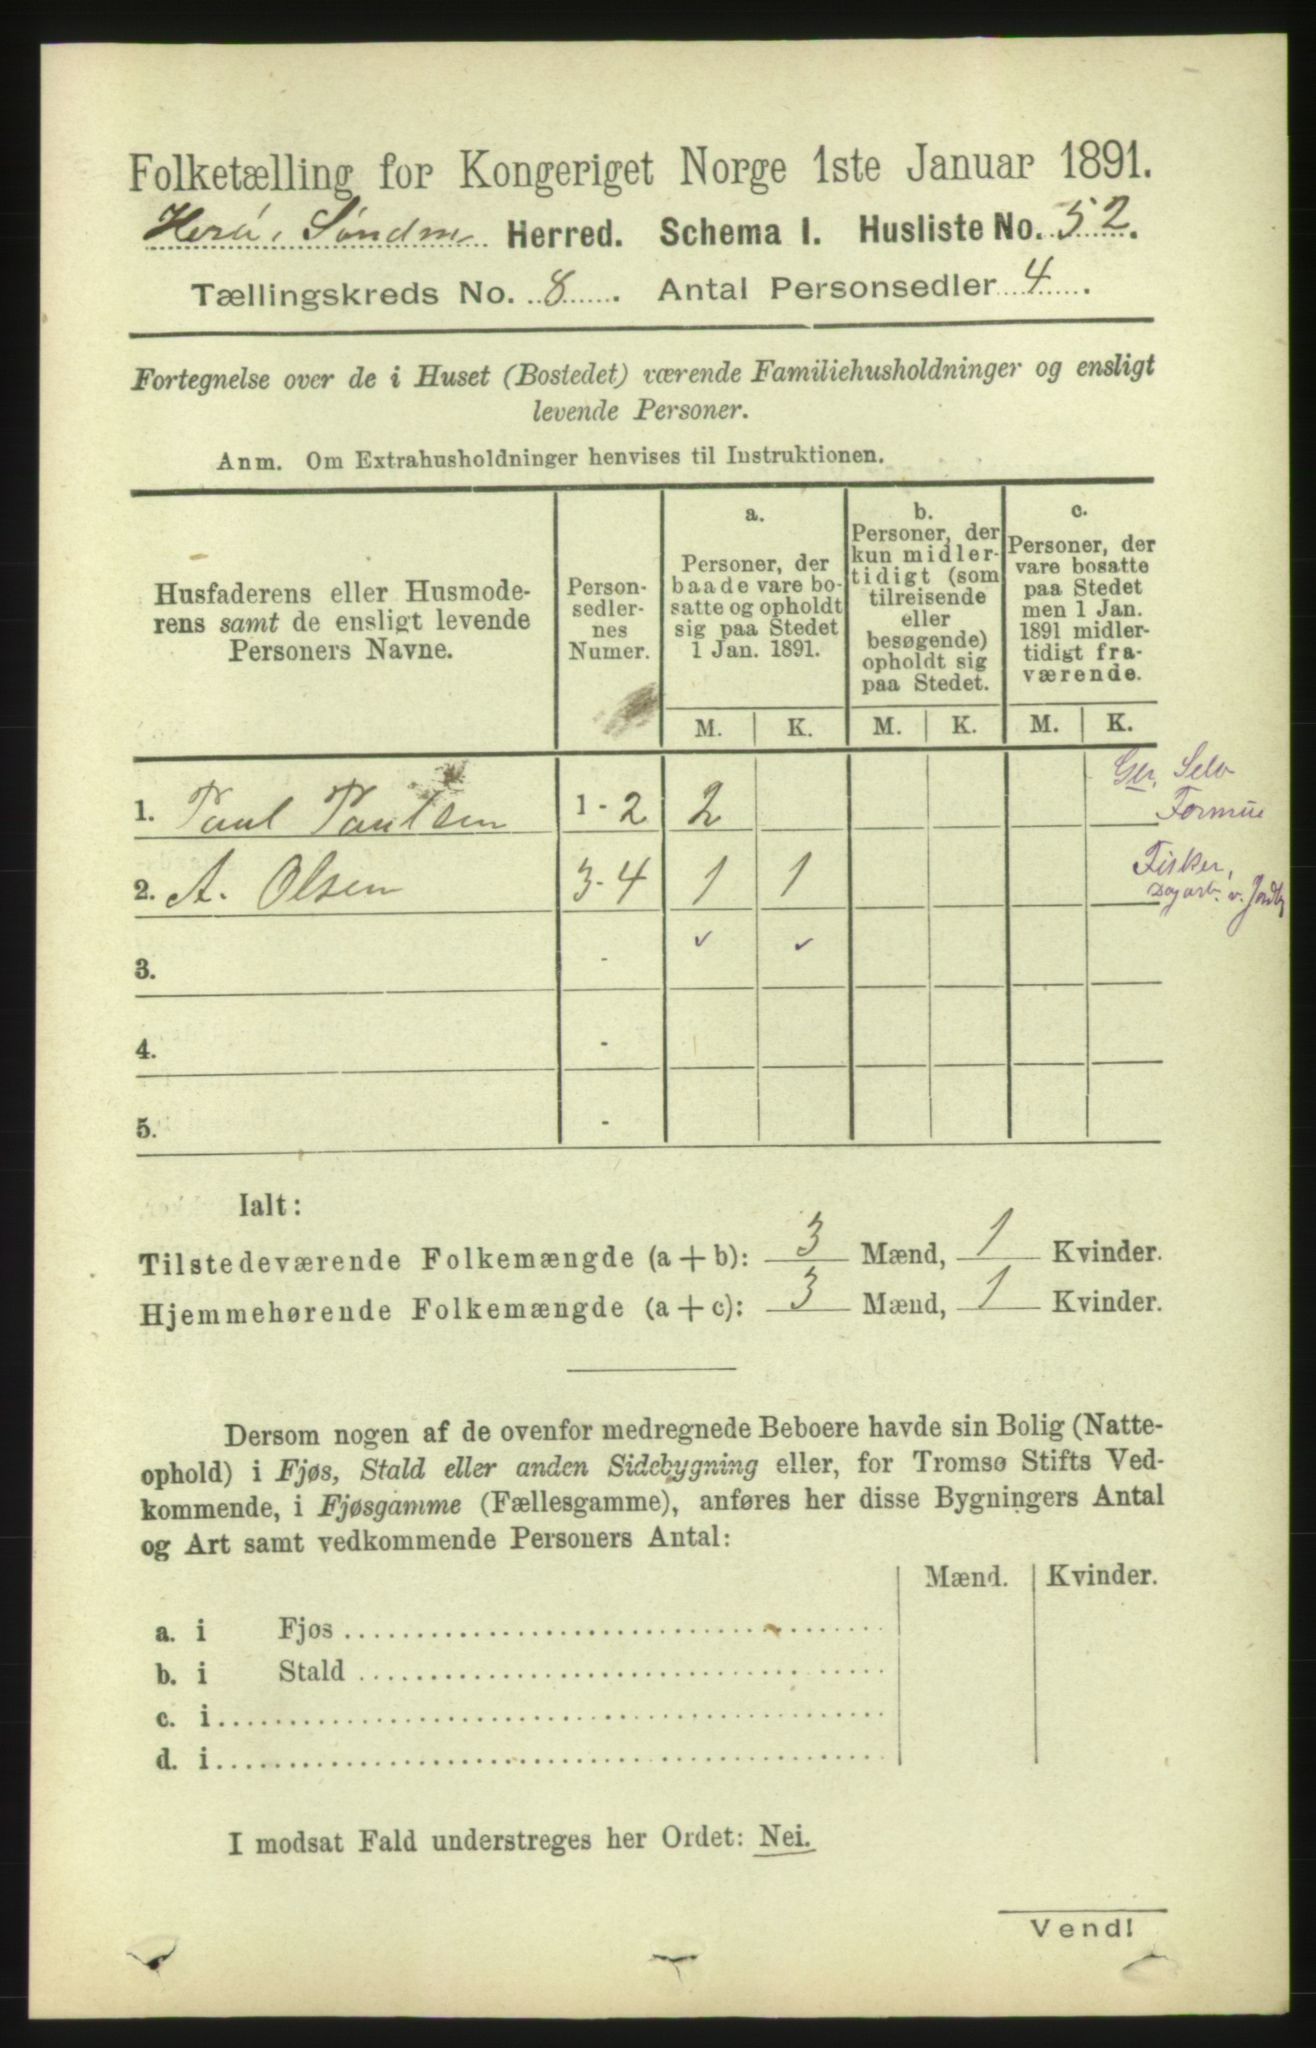 Folketælling for Kongeriget Norge 1ste Januar 1891.
Herö, Søndm Herred. Schema I. Husliste No. 52.
Tællingskreds No. 8. Antal Personsedler 4.
Fortegnelse over de i Huset (Bostedet) værende Familiehusholdninger og ensligt
levende Personer.
Anm. Om Extrahusholdninger henvises til Instruktionen.
Husfaderens eller Husmode-
rens samt de ensligt levende
Personers Navne.
Person-
sedler-
nes
Numer.
a.
Personer, der
baade vare bo-
satte og opholdt
sig paa Stedet
1 Jan. 1891.
b.
Personer, der
kun midler-
tidigt (som
tilreisende
eller
besøgende)
opholdt sig
paa Stedet.
c.
Personer, der
vare bosatte
paa Stedet
men 1 Jan.
1891 midler-
tidigt fra-
værende.
M. K. M. K. M. K.
1. Paul Paulsen 1 - 2 2
Gbr. Selv
Formue
2. A. Olsen 3 - 4 1 1
Fisker,
Dagarb. v. Jordb
3. - ✓ ✓
4. -
5. -
Ialt:
Tilstedeværende Folkemængde (a + b): 3 Mænd, 1 Kvinder.
Hjemmehørende Folkemængde (a + c): 3 Mænd, 1 Kvinder.
Dersom nogen af de ovenfor medregnede Beboere havde sin Bolig (Natte-
ophold) i Fjøs, Stald eller anden Sidebygning eller, for Tromsø Stifts Ved-
kommende, i Fjøsgamme (Fællesgamme), anføres her disse Bygningers Antal
og Art samt vedkommende Personers Antal:
Mænd. Kvinder.
a. i Fjøs
b. i Stald
c. i
d. i
I modsat Fald understreges her Ordet: Nei.
Vend!